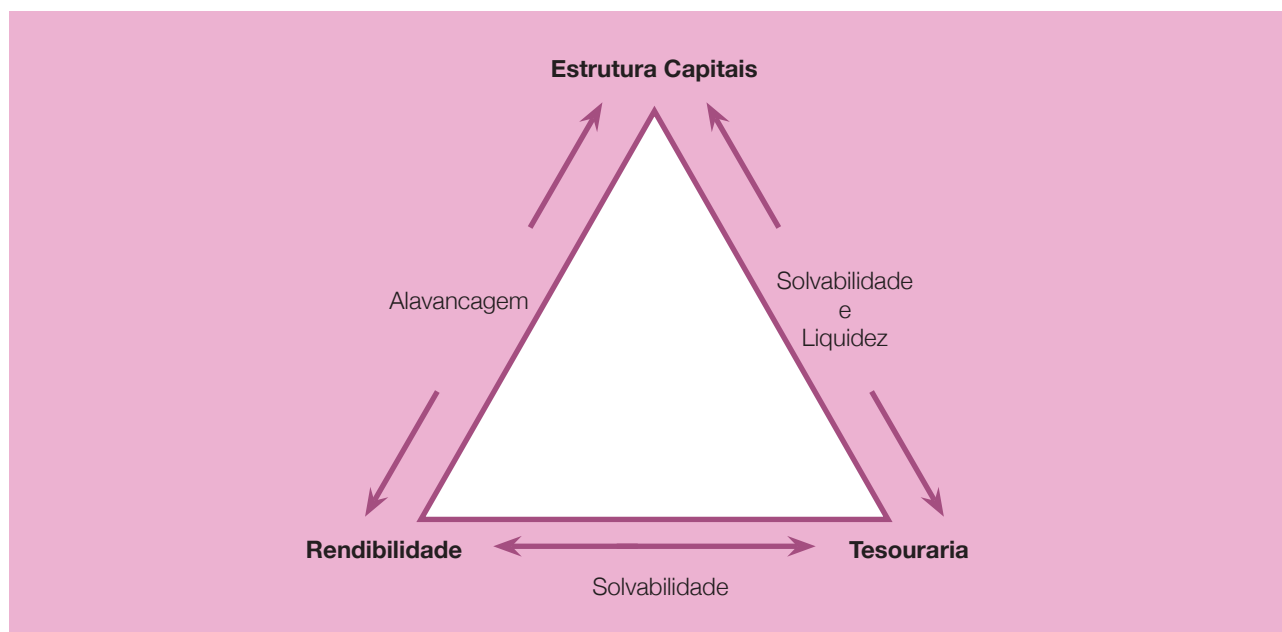 Estrutura Capitais
Alavancagem
Solvabilidade
e
Liquidez
Rendibilidade
Tesouraria
Solvabilidade